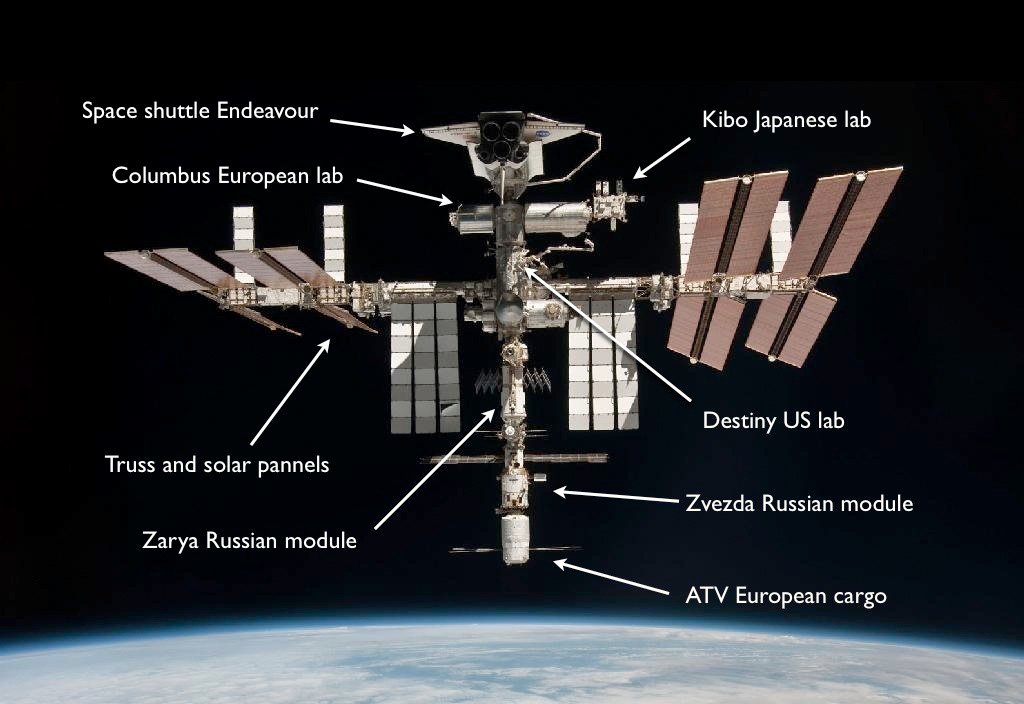 Space shuttle Endeavour
Kibo Japanese lab
Columbus European lab
Destiny US lab
Truss and solar pannels
Zvezda Russian module
Zarya Russian module
ATV European cargo